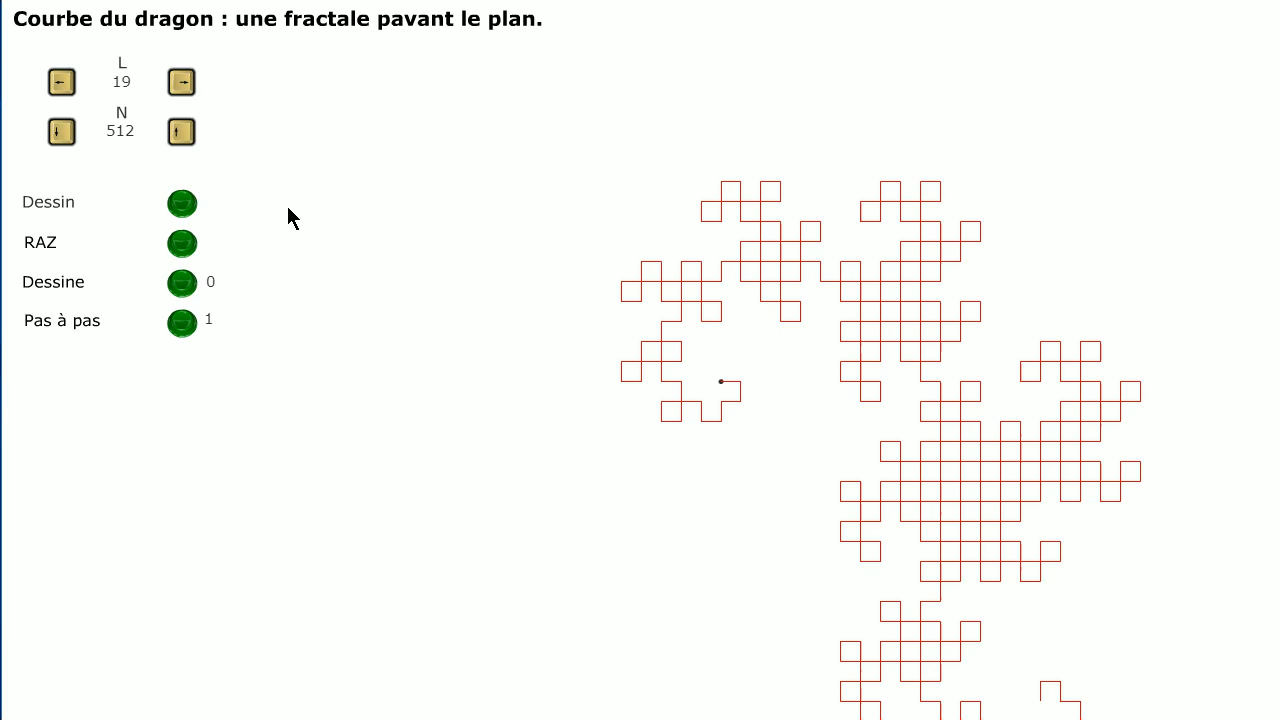 Courbe du dragon : une fractale pavant le plan.
L
19
N
512
Dessin
RAZ
Dessine 0
Pas à pas 1